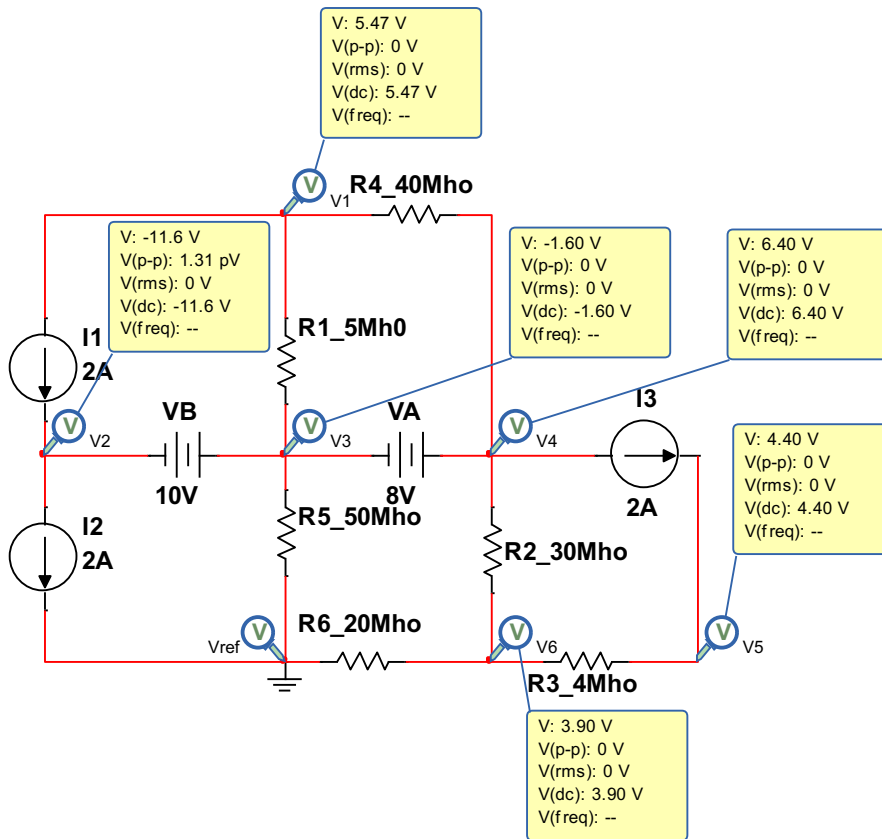 V: 5.47 V
V(p-p): 0 V
V(rms): 0 V
V(dc): 5.47 V
V(freq): --
V
V1
R4_40Mho
V: -11.6 V
V(p-p): 1.31 pV
V(rms): 0 V
V(dc): -11.6 V
V(freq): --
V: -1.60 V
V(p-p): 0 V
V(rms): 0 V
V(dc): -1.60 V
V(freq): --
V: 6.40 V
V(p-p): 0 V
V(rms): 0 V
V(dc): 6.40 V
V(freq): --
I1
2A
R1_5Mh0
V
V2
VB
10V
V
V3
VA
8V
V
V4
I3
2A
V: 4.40 V
V(p-p): 0 V
V(rms): 0 V
V(dc): 4.40 V
V(freq): --
I2
2A
R5_50Mho
R2_30Mho
V
Vref
R6_20Mho
V
V6
R3_4Mho
V
V5
V: 3.90 V
V(p-p): 0 V
V(rms): 0 V
V(dc): 3.90 V
V(freq): --